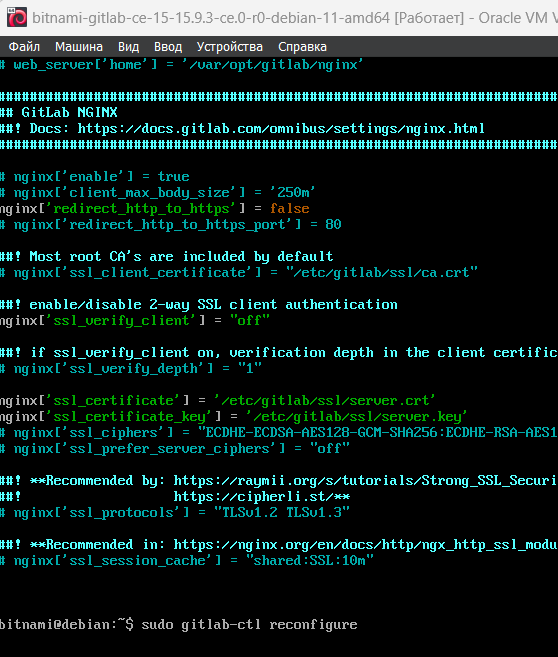 bitnami-gitlab-ce-15-15.9.3-ce.0-r0-debian-11-amd64 [Работает] - Oracle VM V
Файл Машина Вид Ввод Устройства Справка
# web_server['home'] = '/var/opt/gitlab/nginx'
################################################################################
## GitLab NGINX
##! Docs: https://docs.gitlab.com/omnibus/settings/nginx.html
################################################################################
# nginx['enable'] = true
# nginx['client_max_body_size'] = '250m'
nginx['redirect_http_to_https'] = false
# nginx['redirect_http_to_https_port'] = 80
##! Most root CA's are included by default
# nginx['ssl_client_certificate'] = "/etc/gitlab/ssl/ca.crt"
##! enable/disable 2-way SSL client authentication
nginx['ssl_verify_client'] = "off"
##! if ssl_verify_client on, verification depth in the client certific
# nginx['ssl_verify_depth'] = "1"
nginx['ssl_certificate'] = '/etc/gitlab/ssl/server.crt'
nginx['ssl_certificate_key'] = '/etc/gitlab/ssl/server.key'
# nginx['ssl_ciphers'] = "ECDHE-ECDSA-AES128-GCM-SHA256:ECDHE-RSA-AES1
# nginx['ssl_prefer_server_ciphers'] = "off"
##! **Recommended by: https://raymii.org/s/tutorials/Strong_SSL_Securi
##! https://cipherli.st/**
# nginx['ssl_protocols'] = "TLSv1.2 TLSv1.3"
##! **Recommended in: https://nginx.org/en/docs/http/ngx_http_ssl_modu
# nginx['ssl_session_cache'] = "shared:SSL:10m"
bitnami@debian:~$ sudo gitlab-ctl reconfigure